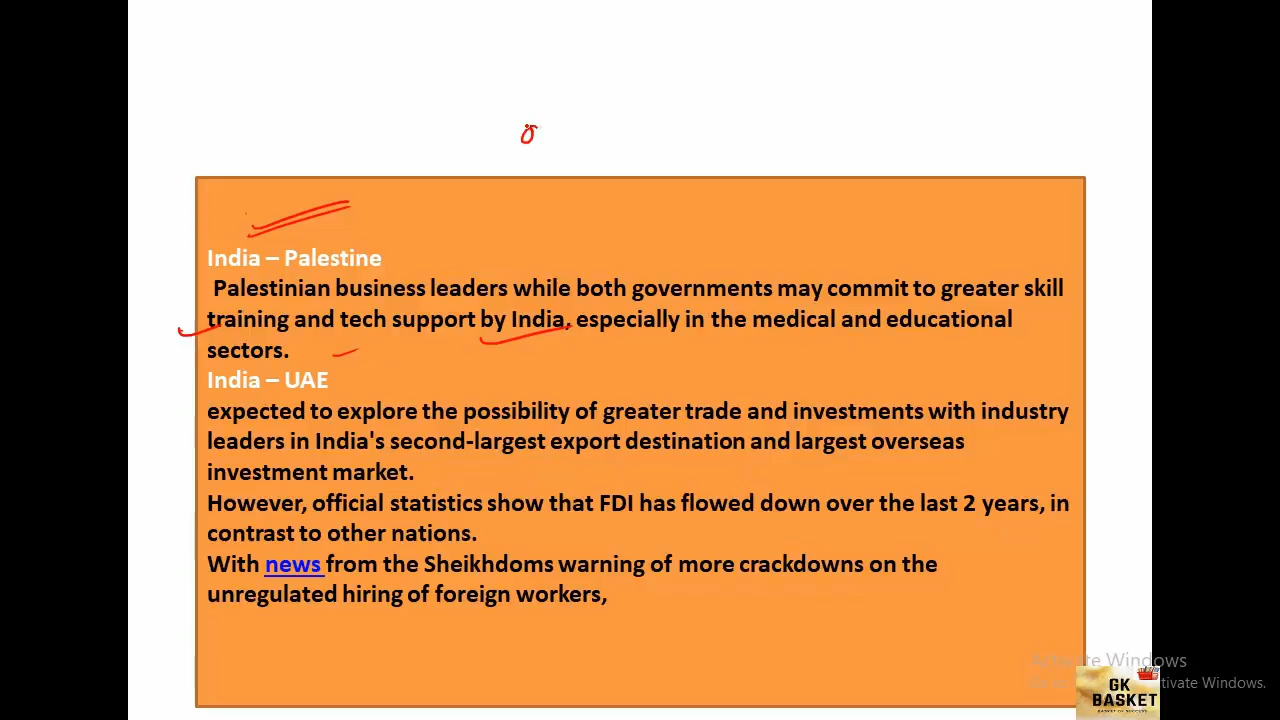 India – Palestine
Palestinian business leaders while both governments may commit to greater skill
training and tech support by India, especially in the medical and educational
sectors.
India – UAE
expected to explore the possibility of greater trade and investments with industry
leaders in India's second-largest export destination and largest overseas
investment market.
However, official statistics show that FDI has flowed down over the last 2 years, in
contrast to other nations.
With news from the Sheikhdoms warning of more crackdowns on the
unregulated hiring of foreign workers,
Activate Windows
tivate Windows.
GK
BASKET